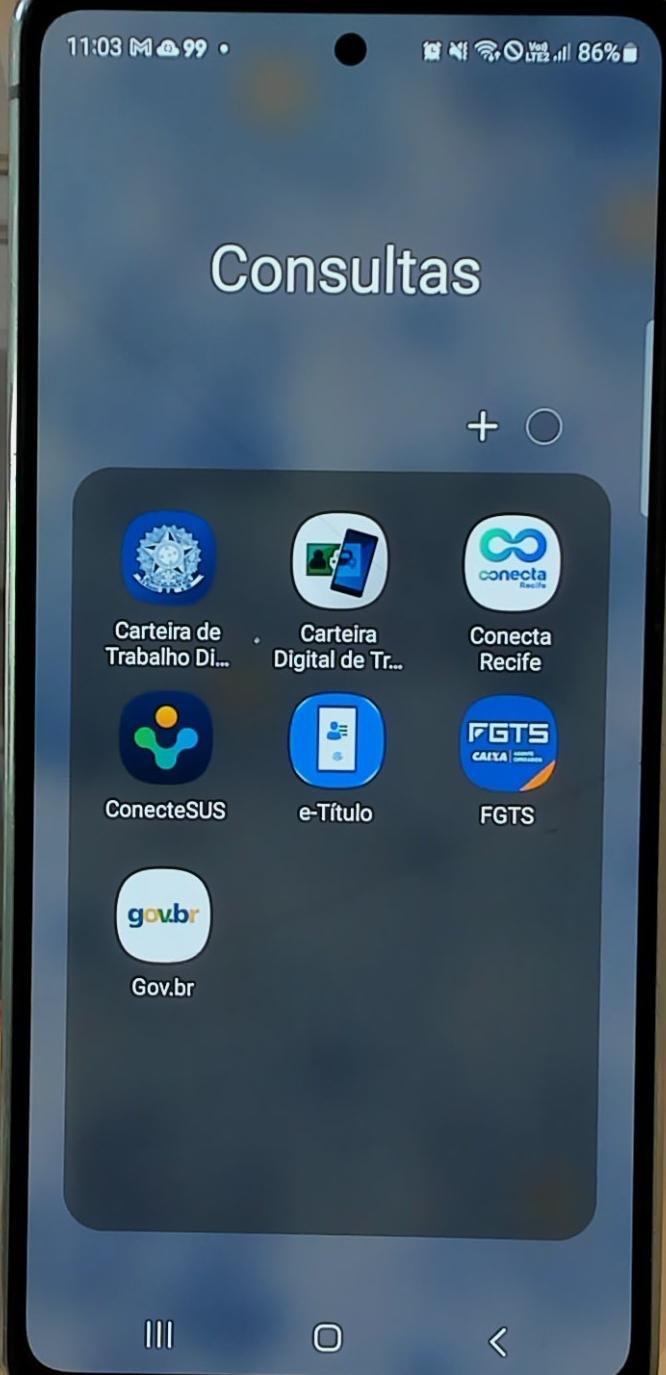 11:03 99 86%
Consultas
conecta
Recife
Carteira de
Trabalho Di...
Carteira
Digital de Tr...
Conecta
Recife
FGTS
CAIXA
ConecteSUS
e-Título
FGTS
gov.br
Gov.br